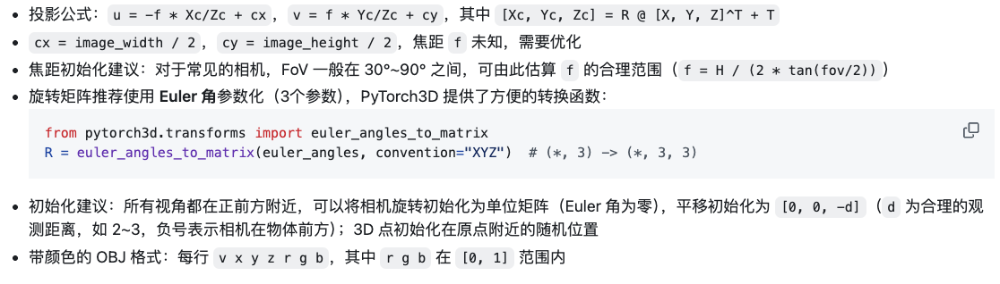 • 投影公式：u = -f * Xc/Zc + cx，v = f * Yc/Zc + cy，其中 [Xc, Yc, Zc] = R @ [X, Y, Z]^T + T
• cx = image_width / 2，cy = image_height / 2，焦距 f 未知，需要优化
• 焦距初始化建议：对于常见的相机，FoV 一般在 30°~90° 之间，可由此估算 f 的合理范围（f = H / (2 * tan(fov/2))）
• 旋转矩阵推荐使用 Euler 角参数化（3个参数），PyTorch3D 提供了方便的转换函数：
from pytorch3d.transforms import euler_angles_to_matrix
R = euler_angles_to_matrix(euler_angles, convention="XYZ")  # (*, 3) -> (*, 3, 3)
• 初始化建议：所有视角都在正前方附近，可以将相机旋转初始化为单位矩阵（Euler 角为零），平移初始化为 [0, 0, -d]（d 为合理的观
测距离，如 2~3，负号表示相机在物体前方）；3D 点初始化在原点附近的随机位置
• 带颜色的 OBJ 格式：每行 v x y z r g b，其中 r g b 在 [0, 1] 范围内